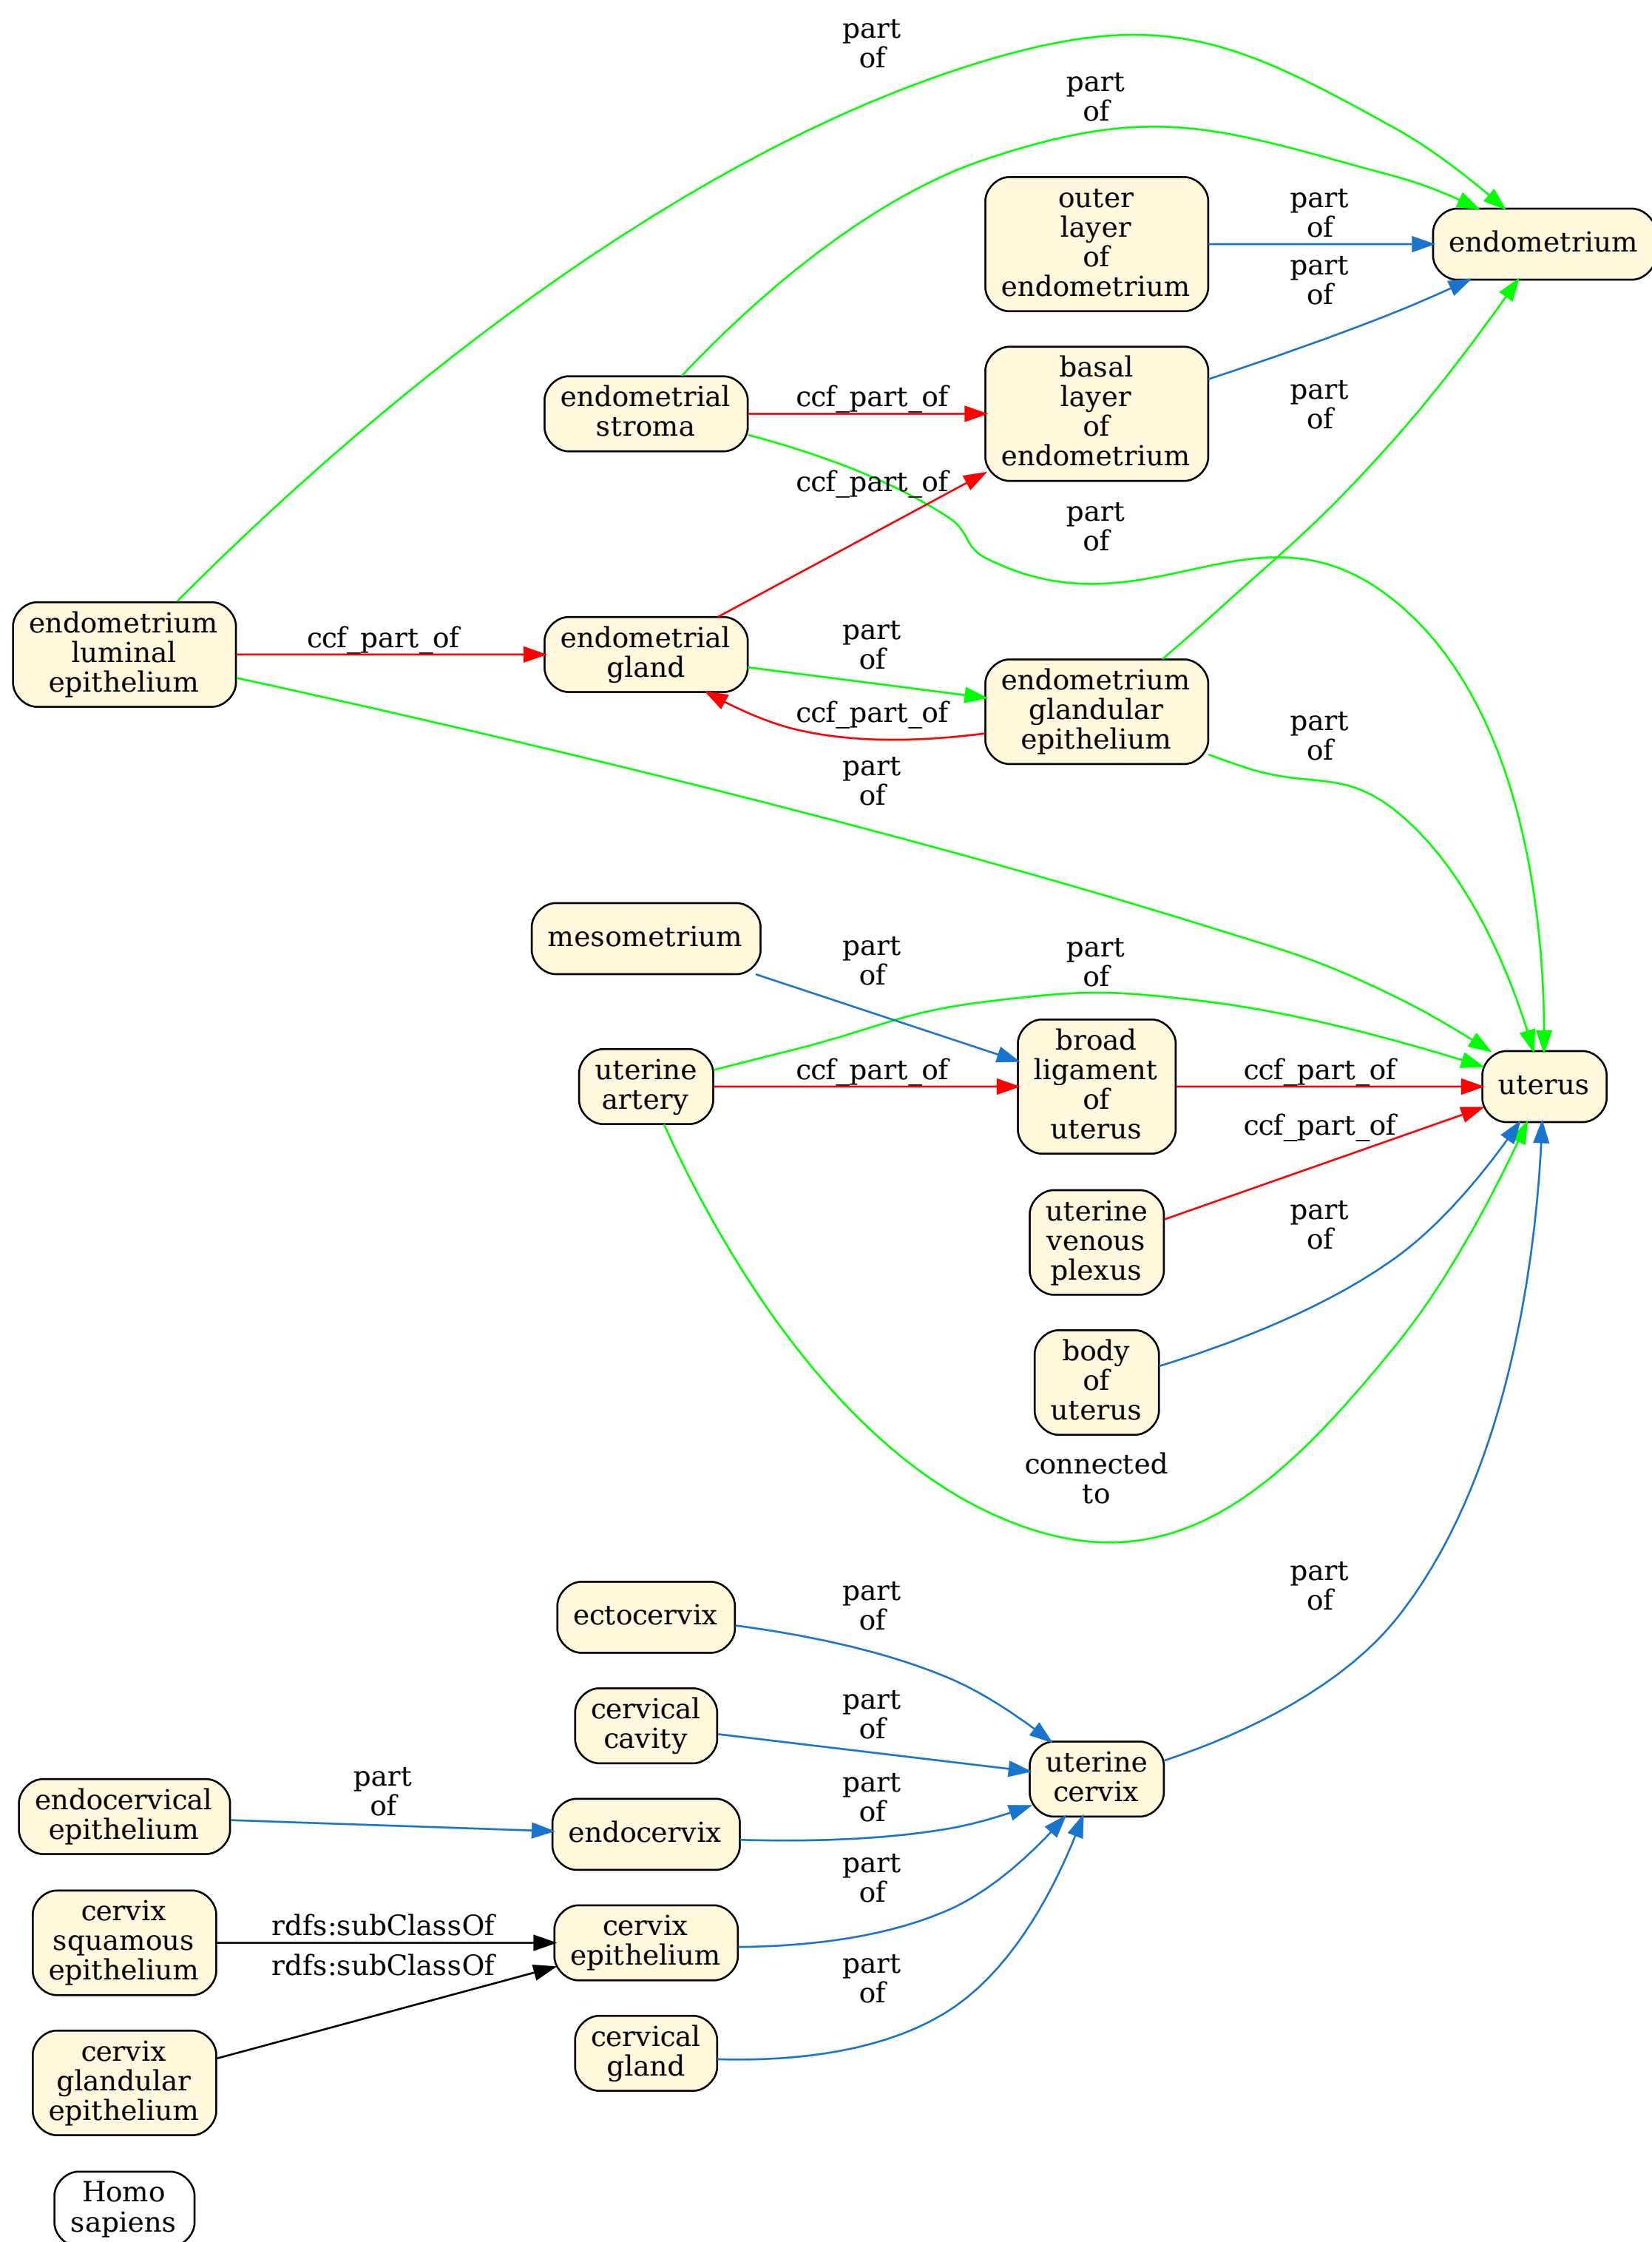 part
of
part
of
outer
layer
of
endometrium
part
of
endometrium
part
of
basal
layer
of
endometrium
endometrial
stroma
ccf_part_of
part
of
ccf_part_of
part
of
endometrium
luminal
epithelium
ccf_part_of
endometrial
gland
part
of
endometrium
glandular
epithelium
ccf_part_of
part
of
part
of
mesometrium
part
of
part
of
uterine
artery
ccf_part_of
broad
ligament
of
uterus
ccf_part_of
uterus
ccf_part_of
uterine
venous
plexus
part
of
body
of
uterus
connected
to
part
of
ectocervix
part
of
cervical
cavity
part
of
uterine
cervix
endocervical
epithelium
part
of
endocervix
part
of
cervix
squamous
epithelium
rdfs:subClassOf
rdfs:subClassOf
cervix
epithelium
part
of
cervix
glandular
epithelium
cervical
gland
part
of
Homo
sapiens